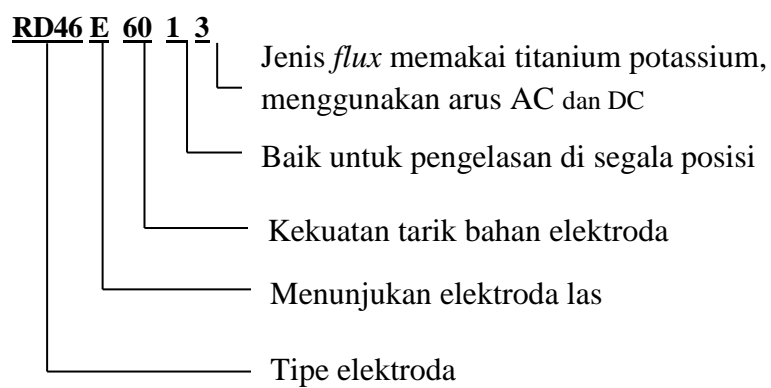 RD46 E 60 1 3
Jenis flux memakai titanium potassium,
menggunakan arus AC dan DC
Baik untuk pengelasan di segala posisi
Kekuatan tarik bahan elektroda
Menunjukan elektroda las
Tipe elektroda